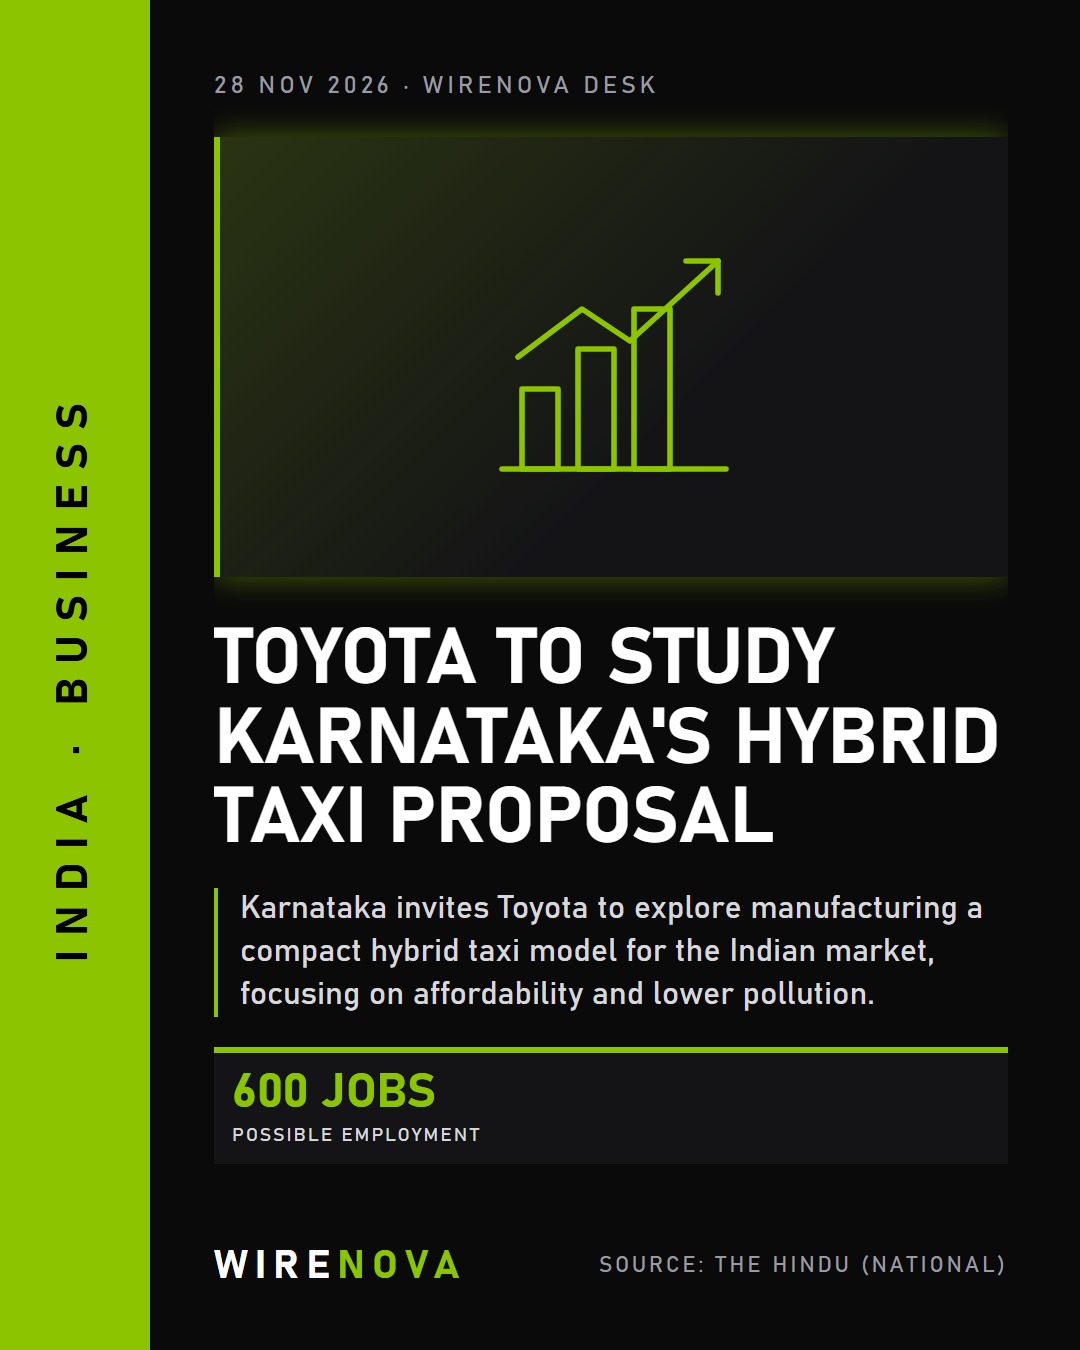 INDIA · BUSINESS
28 NOV 2026 · WIRENOVA DESK
TOYOTA TO STUDY
KARNATAKA'S HYBRID
TAXI PROPOSAL
Karnataka invites Toyota to explore manufacturing a
compact hybrid taxi model for the Indian market,
focusing on affordability and lower pollution.
600 JOBS
POSSIBLE EMPLOYMENT
WIRENOVA
SOURCE: THE HINDU (NATIONAL)